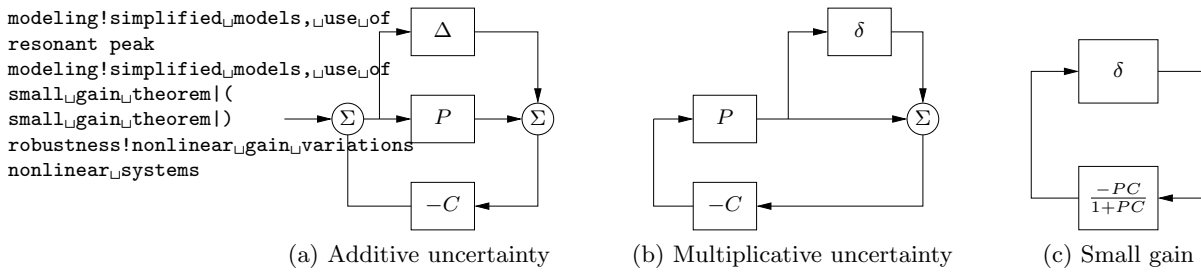 modeling!simplified␣models,␣use␣of
resonant peak
modeling!simplified␣models,␣use␣of
small␣gain␣theorem|(
small␣gain␣theorem|)
robustness!nonlinear␣gain␣variations
nonlinear␣systems
Δ
Σ
P
Σ
−C
(a) Additive uncertainty
δ
P
Σ
−C
(b) Multiplicative uncertainty
δ
−PC
1+PC
(c) Small gain